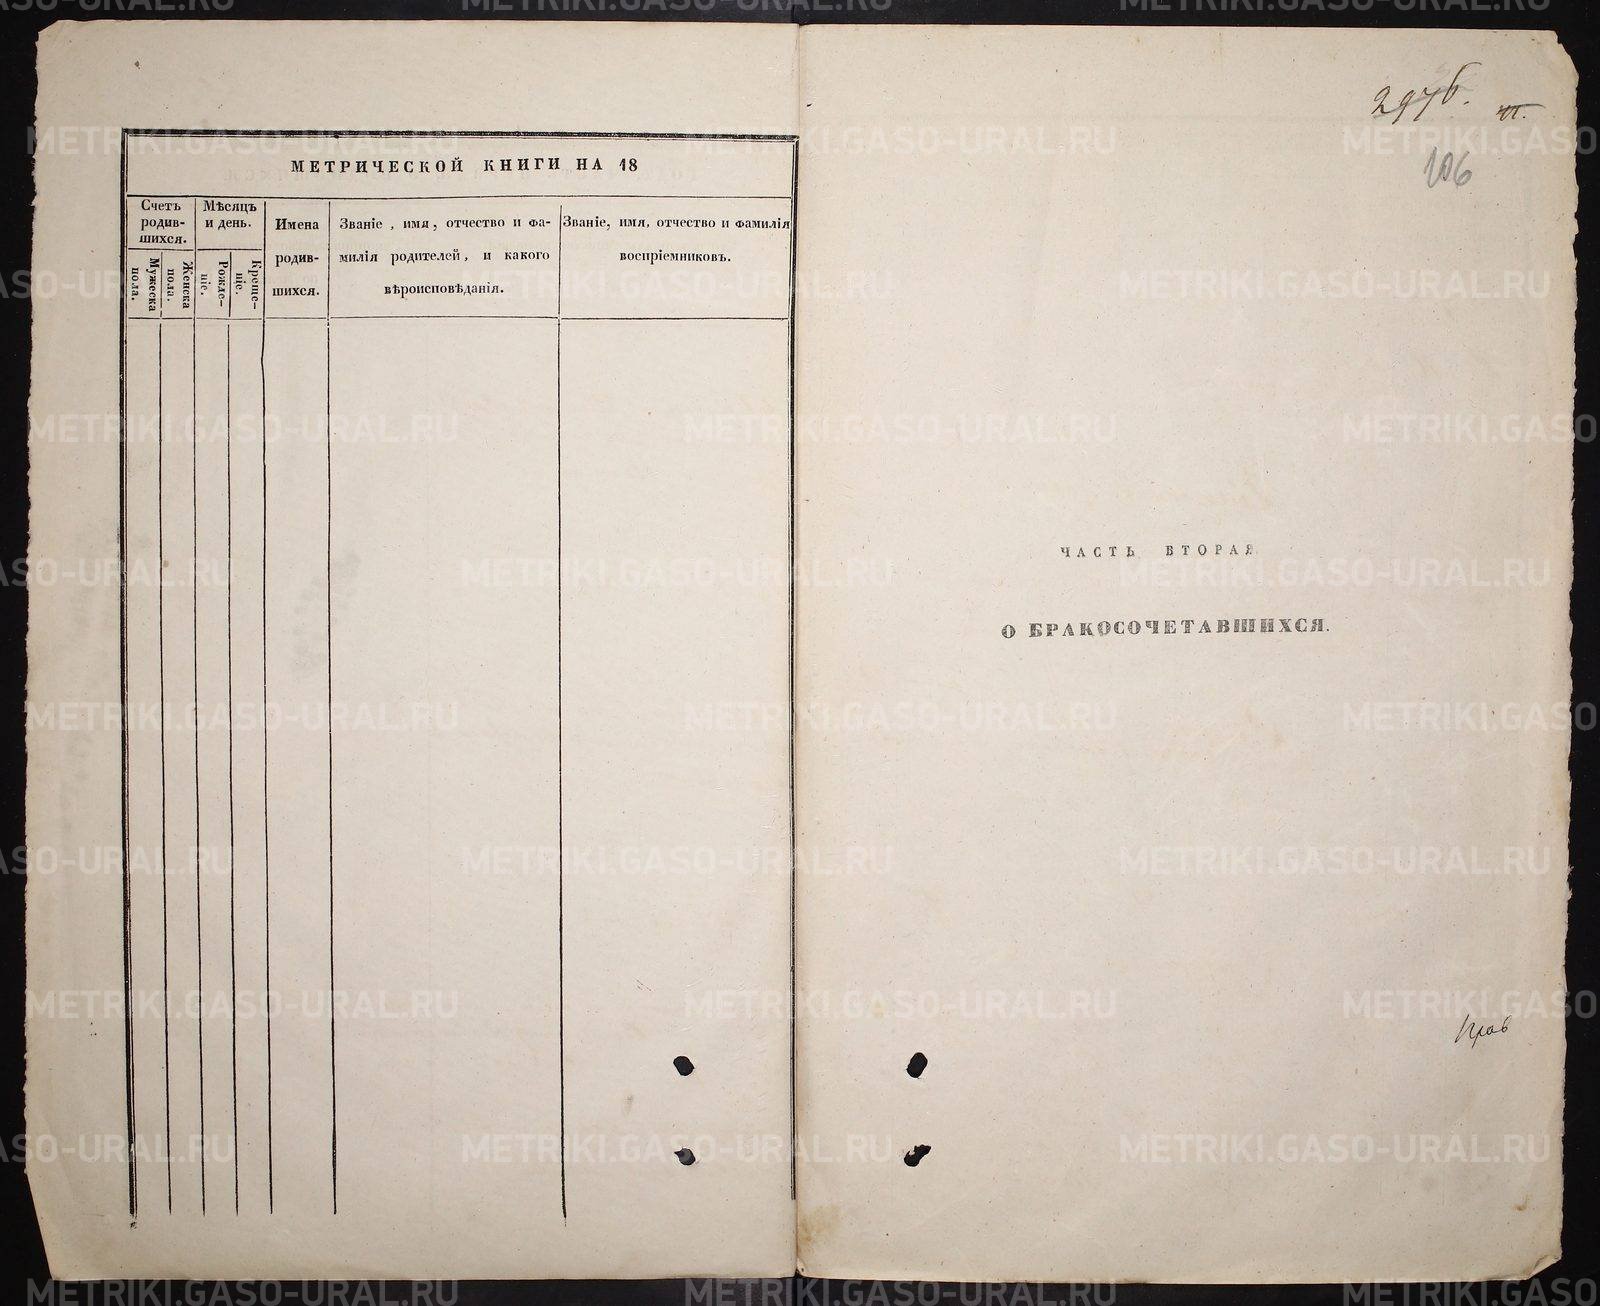 МЕТРИЧЕСКОЙ КНИГИ НА 18
Счетъ
родив-
шихся.
Мужеска
пола.
Женска
пола.
Мѣсяцъ
и день.
Рожде-
ніе.
Креще-
ніе.
Имена
родив-
шихся.
Званіе, имя, отчество и фа-
милія родителей, и какого
вѣроисповѣданія.
Званіе, имя, отчество и фамилія
воспріемниковъ.
106
ЧАСТЬ ВТОРАЯ.
О БРАКОСОЧЕТАВШИХСЯ.
METRIKI.GASO-URAL.RU